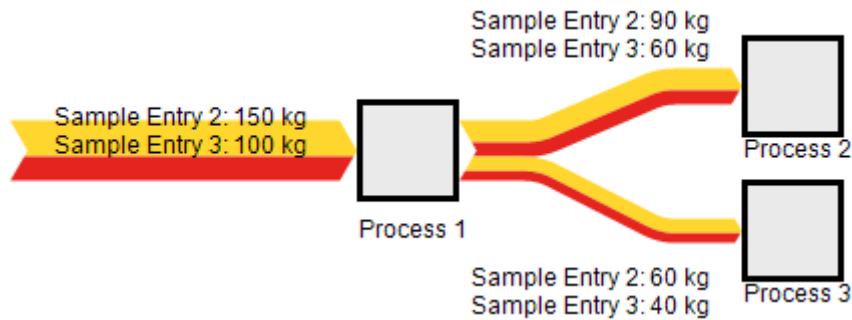 Sample Entry 2: 90 kg
Sample Entry 3: 60 kg
Sample Entry 2: 150 kg
Sample Entry 3: 100 kg
Process 2
Process 1
Sample Entry 2: 60 kg
Sample Entry 3: 40 kg
Process 3